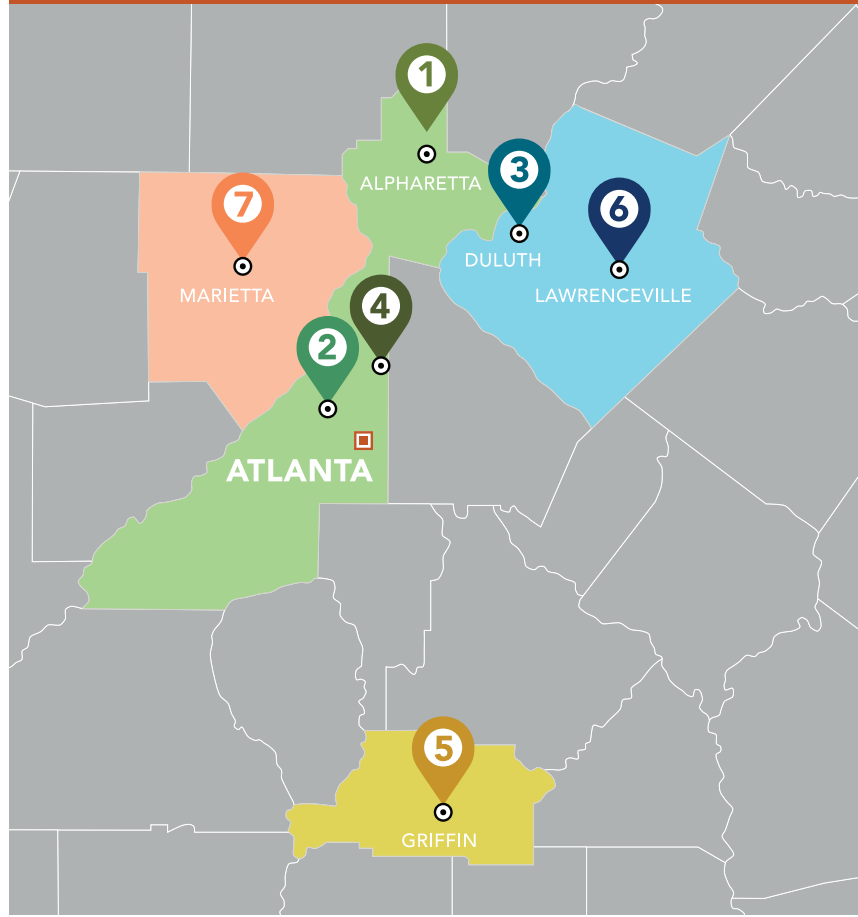 1
ALPHARETTA
3
DULUTH
6
LAWRENCEVILLE
7
MARIETTA
4
2
ATLANTA
5
GRIFFIN